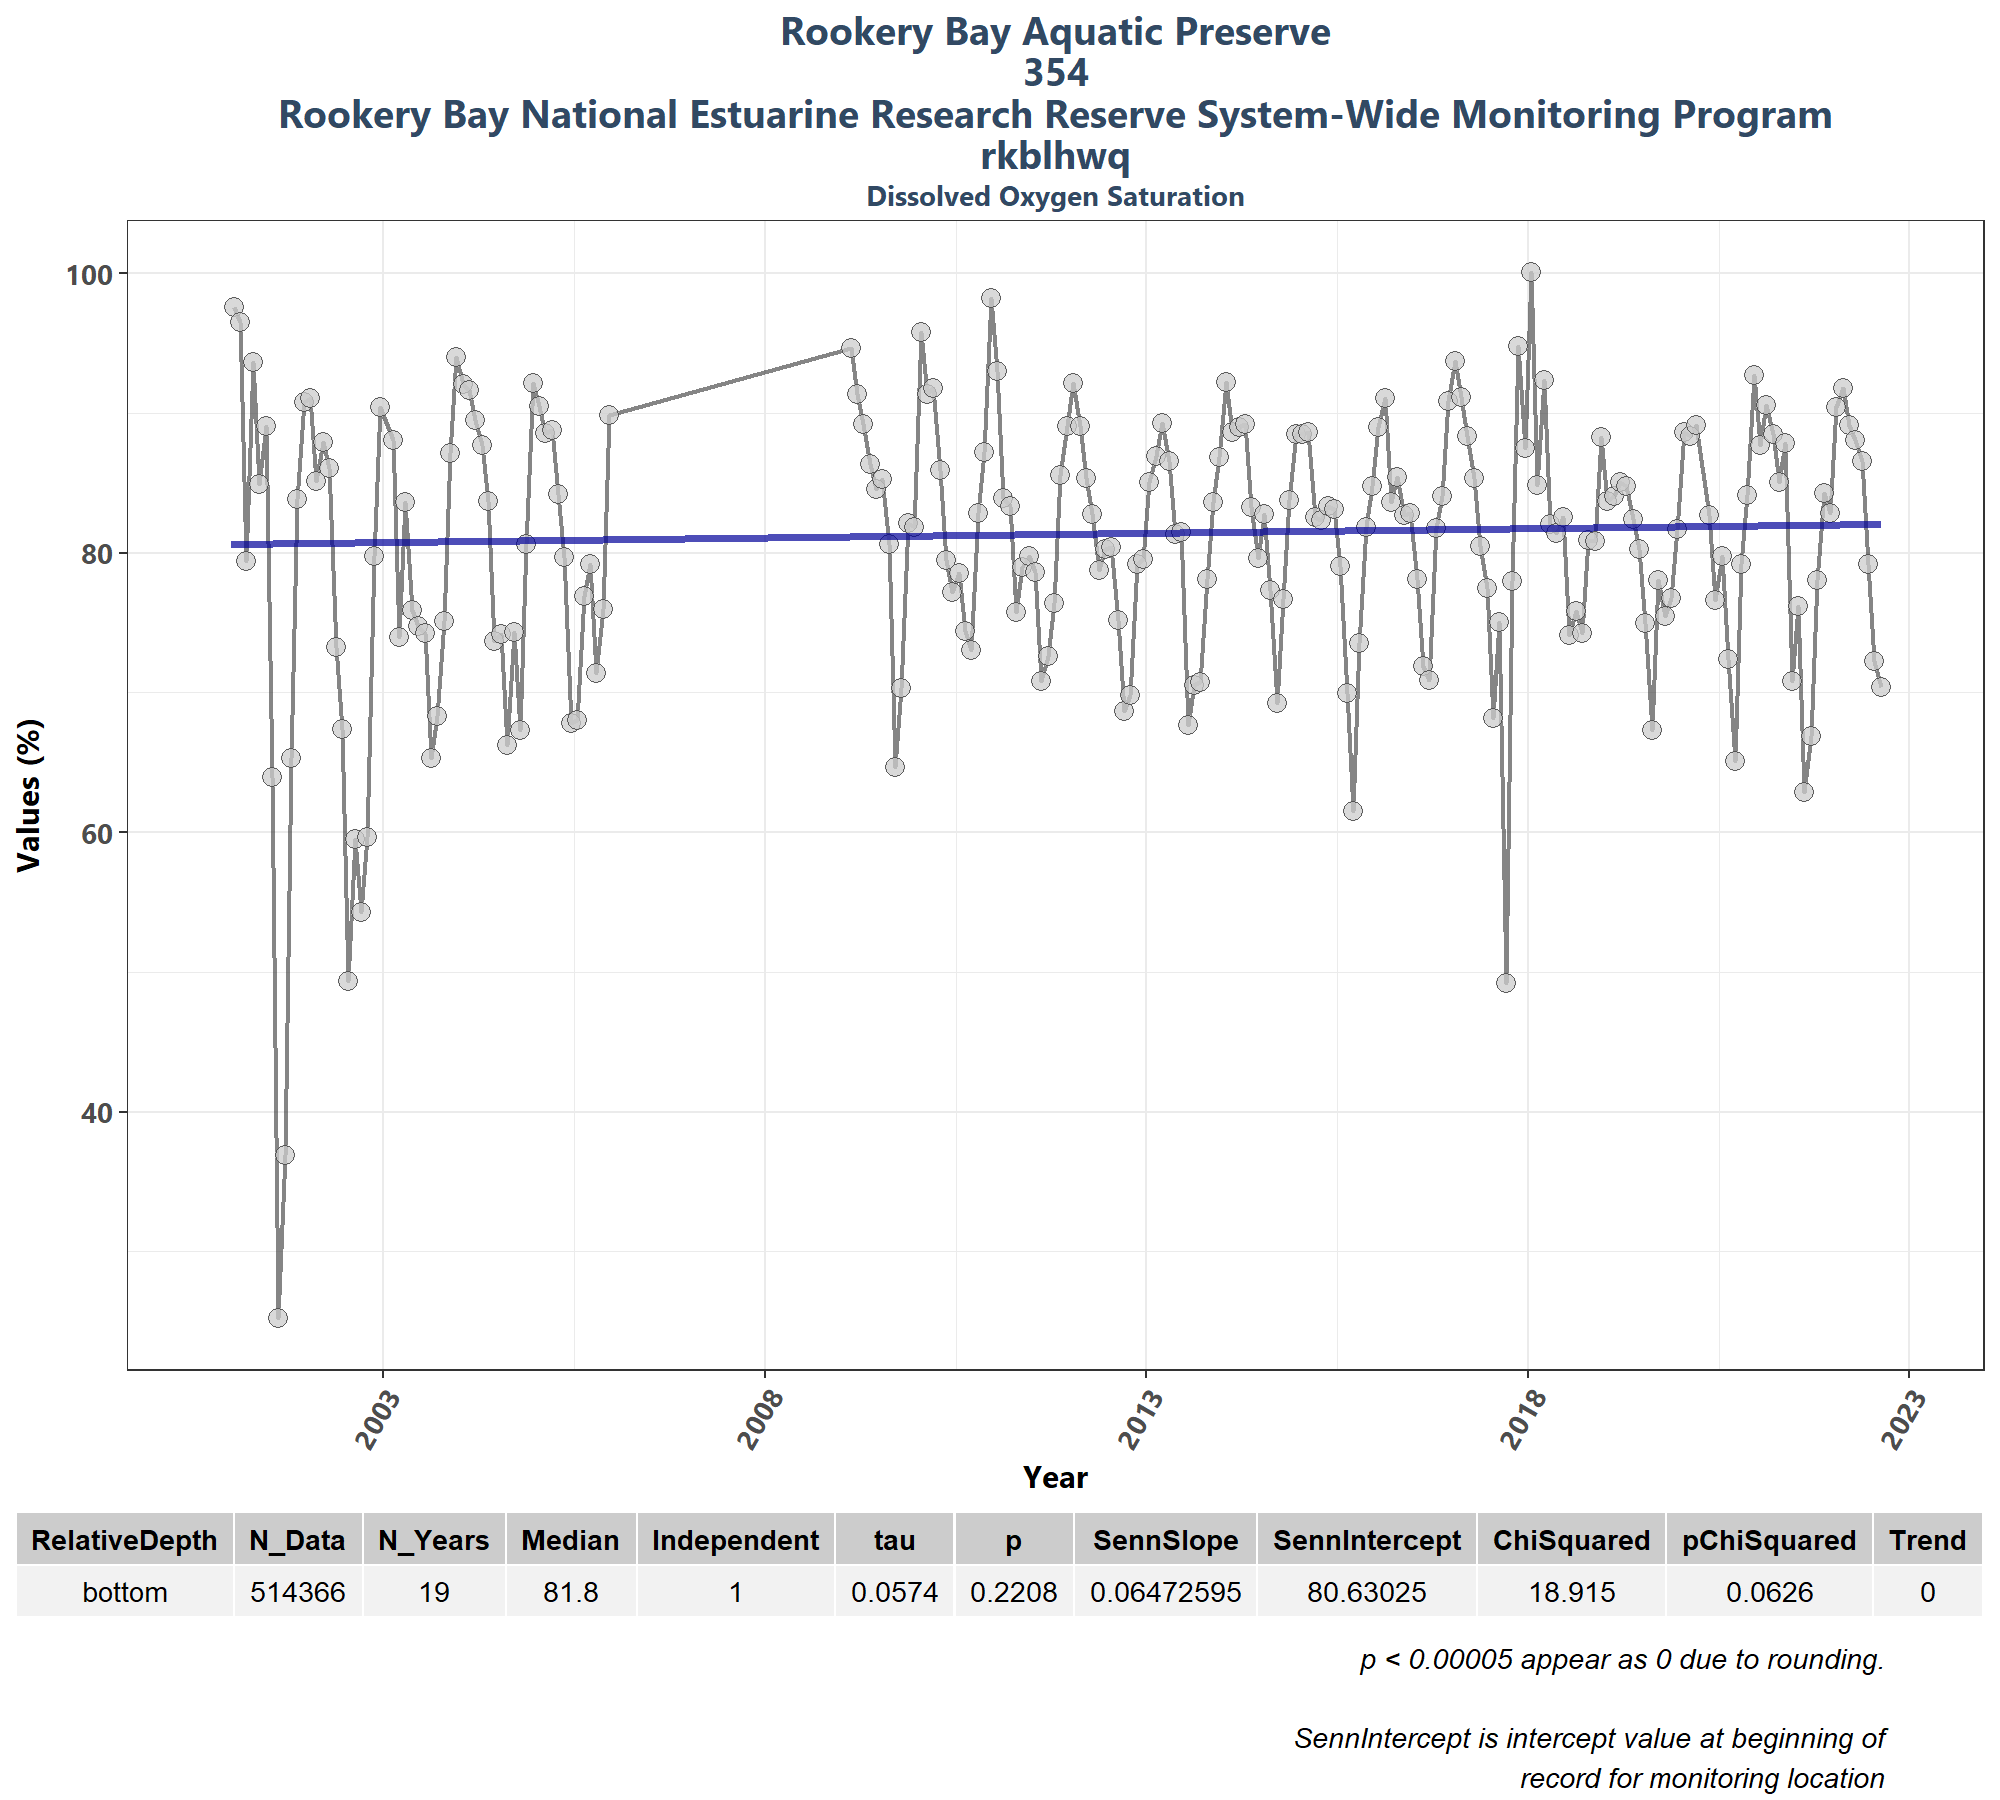 Rookery Bay Aquatic Preserve
354
Rookery Bay National Estuarine Research Reserve System-Wide Monitoring Program
rkblhwq
Dissolved Oxygen Saturation
100
80
60
40
Values (%)
2003 2008 2013 2018 2023
Year
RelativeDepth N_Data N_Years Median Independent tau p SennSlope SennIntercept ChiSquared pChiSquared Trend
bottom 514366 19 81.8 1 0.0574 0.2208 0.06472595 80.63025 18.915 0.0626 0
p < 0.00005 appear as 0 due to rounding.
SennIntercept is intercept value at beginning of
record for monitoring location